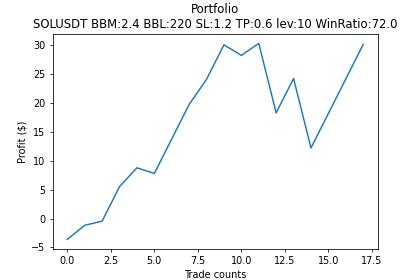 Portfolio
SOLUSDT BBM:2.4 BBL:220 SL:1.2 TP:0.6 lev:10 WinRatio:72.0
30
25
20
15
10
5
0
−5
Profit ($)
0.0 2.5 5.0 7.5 10.0 12.5 15.0 17.5
Trade counts